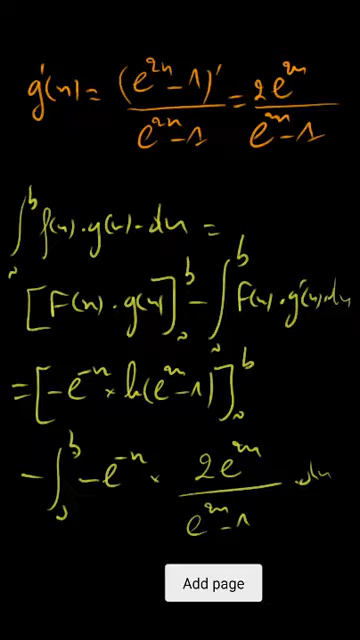 g'(x) = (e^{2x} - 1)' / (e^{2x} - 1) = 2e^{2x} / (e^{2x} - 1)
∫_a^b f(x) · g(x) · dx =
[F(x) · g(x)]_a^b - ∫_a^b F(x) · g'(x) · dx
= [-e^{-x} × ln(e^{2x} - 1)]_a^b
- ∫_a^b -e^{-x} × 2e^{2x} / (e^{2x} - 1) · dx
Add page